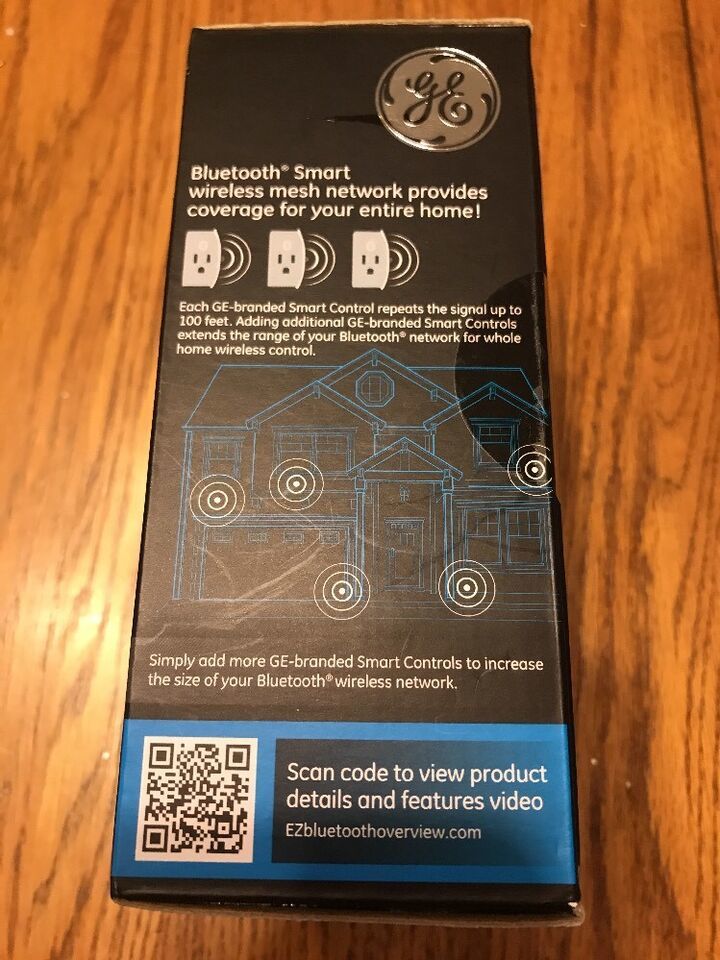 GE
Bluetooth® Smart
wireless mesh network provides
coverage for your entire home!
Each GE-branded Smart Control repeats the signal up to
100 feet. Adding additional GE-branded Smart Controls
extends the range of your Bluetooth® network for whole
home wireless control.
Simply add more GE-branded Smart Controls to increase
the size of your Bluetooth® wireless network.
Scan code to view product
details and features video
EZbluetoothoverview.com